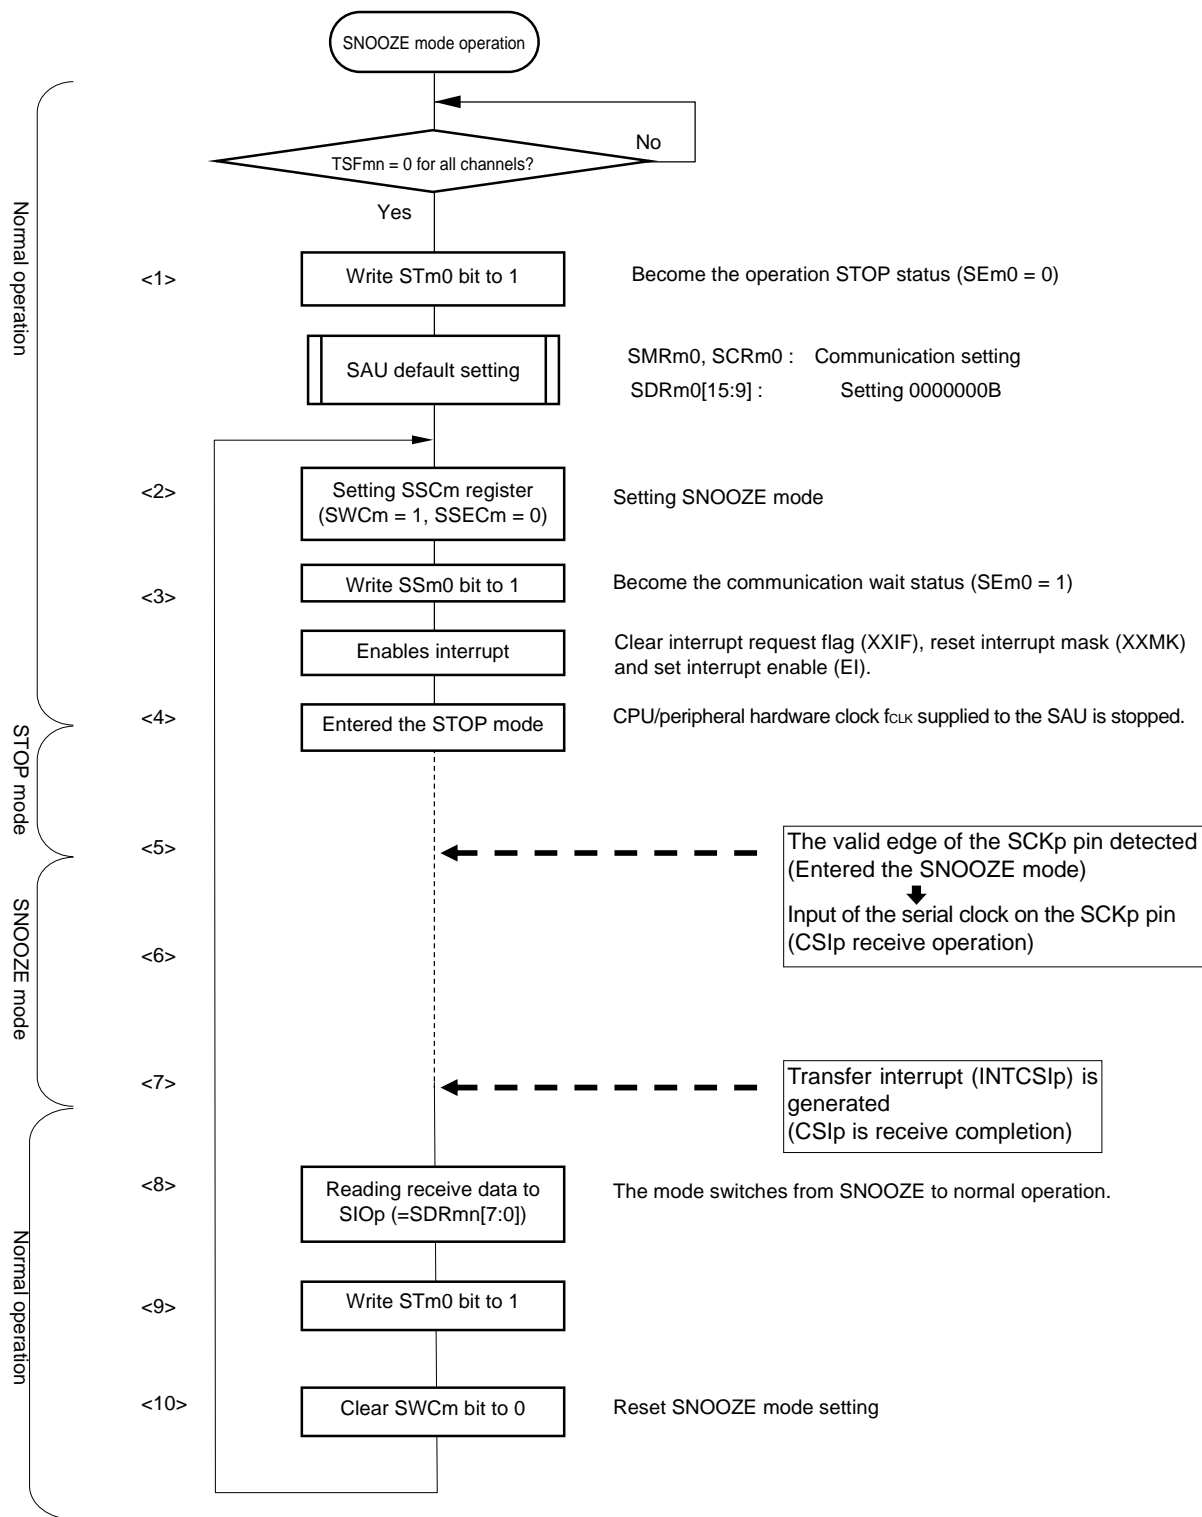 SNOOZE mode operation
TSFmn = 0 for all channels?
No
Yes
Normal operation
<1>
Write STm0 bit to 1
Become the operation STOP status (SEm0 = 0)
SAU default setting
SMRm0, SCRm0 : Communication setting
SDRm0[15:9] : Setting 0000000B
<2>
Setting SSCm register
(SWCm = 1, SSECm = 0)
Setting SNOOZE mode
<3>
Write SSm0 bit to 1
Become the communication wait status (SEm0 = 1)
Enables interrupt
Clear interrupt request flag (XXIF), reset interrupt mask (XXMK)
and set interrupt enable (EI).
<4>
Entered the STOP mode
CPU/peripheral hardware clock fCLK supplied to the SAU is stopped.
STOP mode
<5>
The valid edge of the SCKp pin detected
(Entered the SNOOZE mode)
Input of the serial clock on the SCKp pin
(CSIp receive operation)
SNOOZE mode
<6>
<7>
Transfer interrupt (INTCSIp) is
generated
(CSIp is receive completion)
<8>
Reading receive data to
SIOp (=SDRmn[7:0])
The mode switches from SNOOZE to normal operation.
Normal operation
<9>
Write STm0 bit to 1
<10>
Clear SWCm bit to 0
Reset SNOOZE mode setting